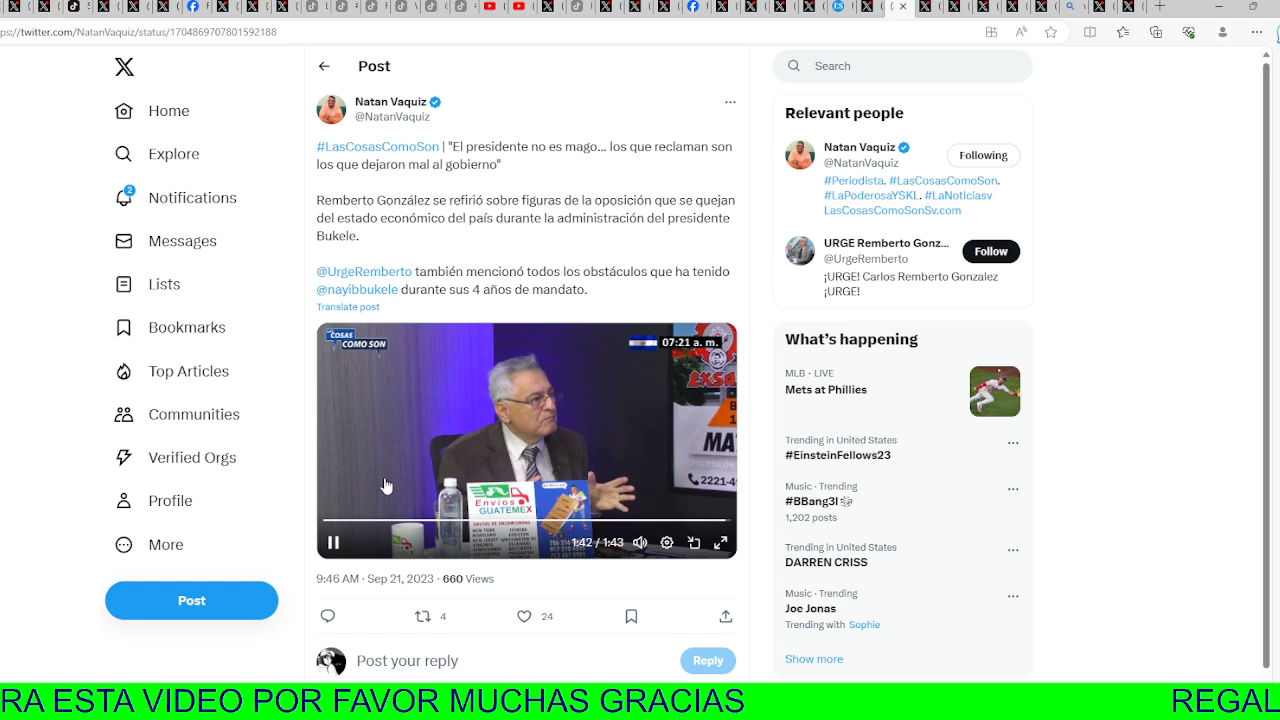 ps://twitter.com/NatanVaquiz/status/1704869707801592188
Home
Explore
2
Notifications
Messages
Lists
Bookmarks
Top Articles
Communities
Verified Orgs
Profile
More
Post
Post
Natan Vaquiz
@NatanVaquiz
#LasCosasComoSon | "El presidente no es mago... los que reclaman son
los que dejaron mal al gobierno"
Remberto González se refirió sobre figuras de la oposición que se quejan
del estado económico del país durante la administración del presidente
Bukele.
@UrgeRemberto también mencionó todos los obstáculos que ha tenido
@nayibbukele durante sus 4 años de mandato.
Translate post
COSAS
COMO SON
07:21 a. m.
EXSA
MA
2221-4
Envíos
GUATEMEX
1:42 / 1:43
9:46 AM · Sep 21, 2023 · 660 Views
4
24
Post your reply
Reply
Search
Relevant people
Natan Vaquiz
@NatanVaquiz
Following
#Periodista. #LasCosasComoSon.
#LaPoderosaYSKL. #LaNoticiasv
LasCosasComoSonSv.com
URGE Remberto Gonz...
@UrgeRemberto
Follow
¡URGE! Carlos Remberto Gonzalez
¡URGE!
What's happening
MLB · LIVE
Mets at Phillies
Trending in United States
#EinsteinFellows23
Music · Trending
#BBang3l
1,202 posts
Trending in United States
DARREN CRISS
Music · Trending
Joe Jonas
Trending with Sophie
Show more
RA ESTA VIDEO POR FAVOR MUCHAS GRACIAS
REGAL